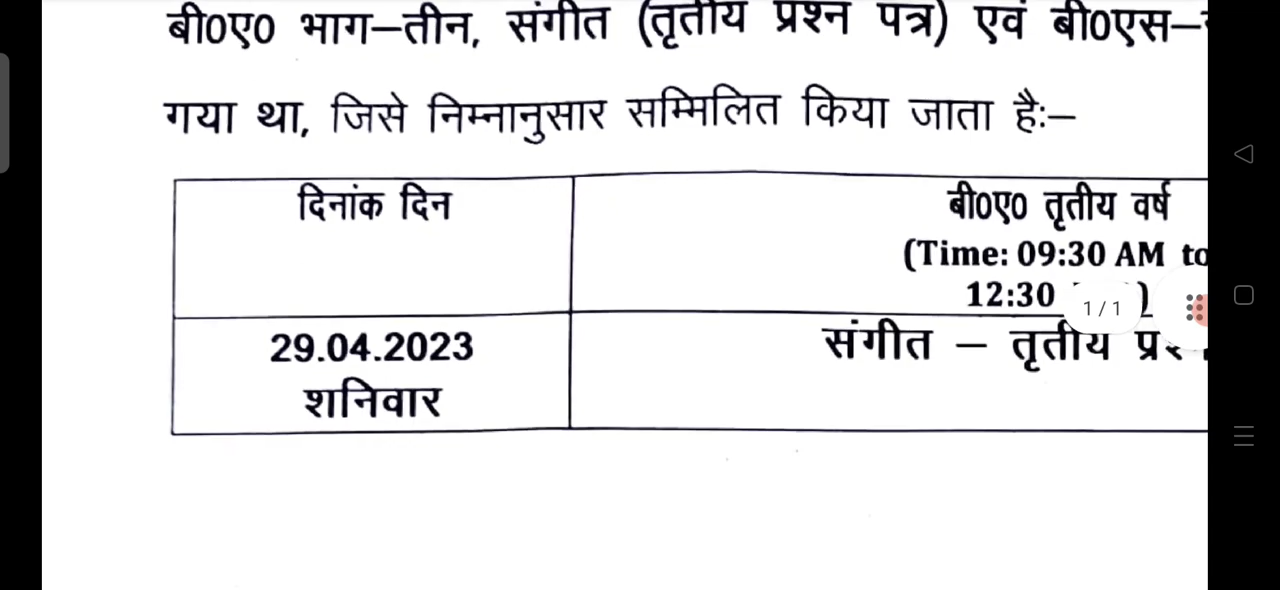 बी0ए0 भाग–तीन, संगीत (तृतीय प्रश्न पत्र) एवं बी0एस–
गया था, जिसे निम्नानुसार सम्मिलित किया जाता है:–
दिनांक दिन
बी0ए0 तृतीय वर्ष
(Time: 09:30 AM to
12:30
1/1
29.04.2023
शनिवार
संगीत – तृतीय